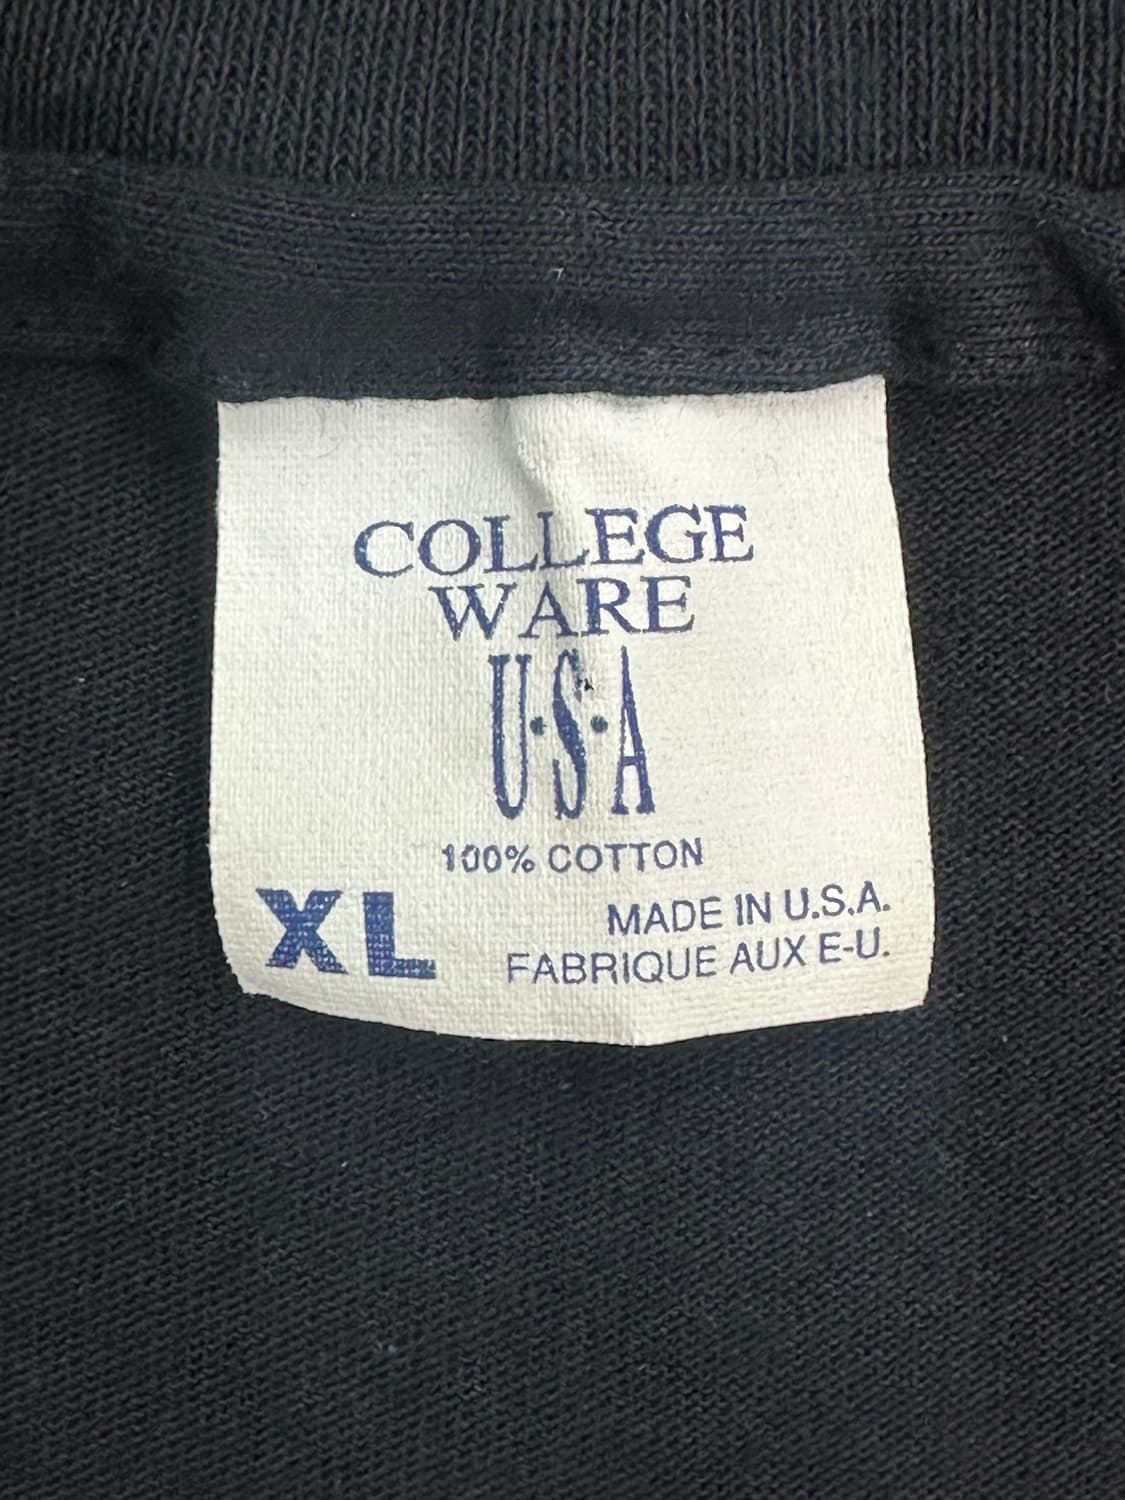 COLLEGE
WARE
U·S·A
100% COTTON
XL
MADE IN U.S.A.
FABRIQUE AUX E-U.